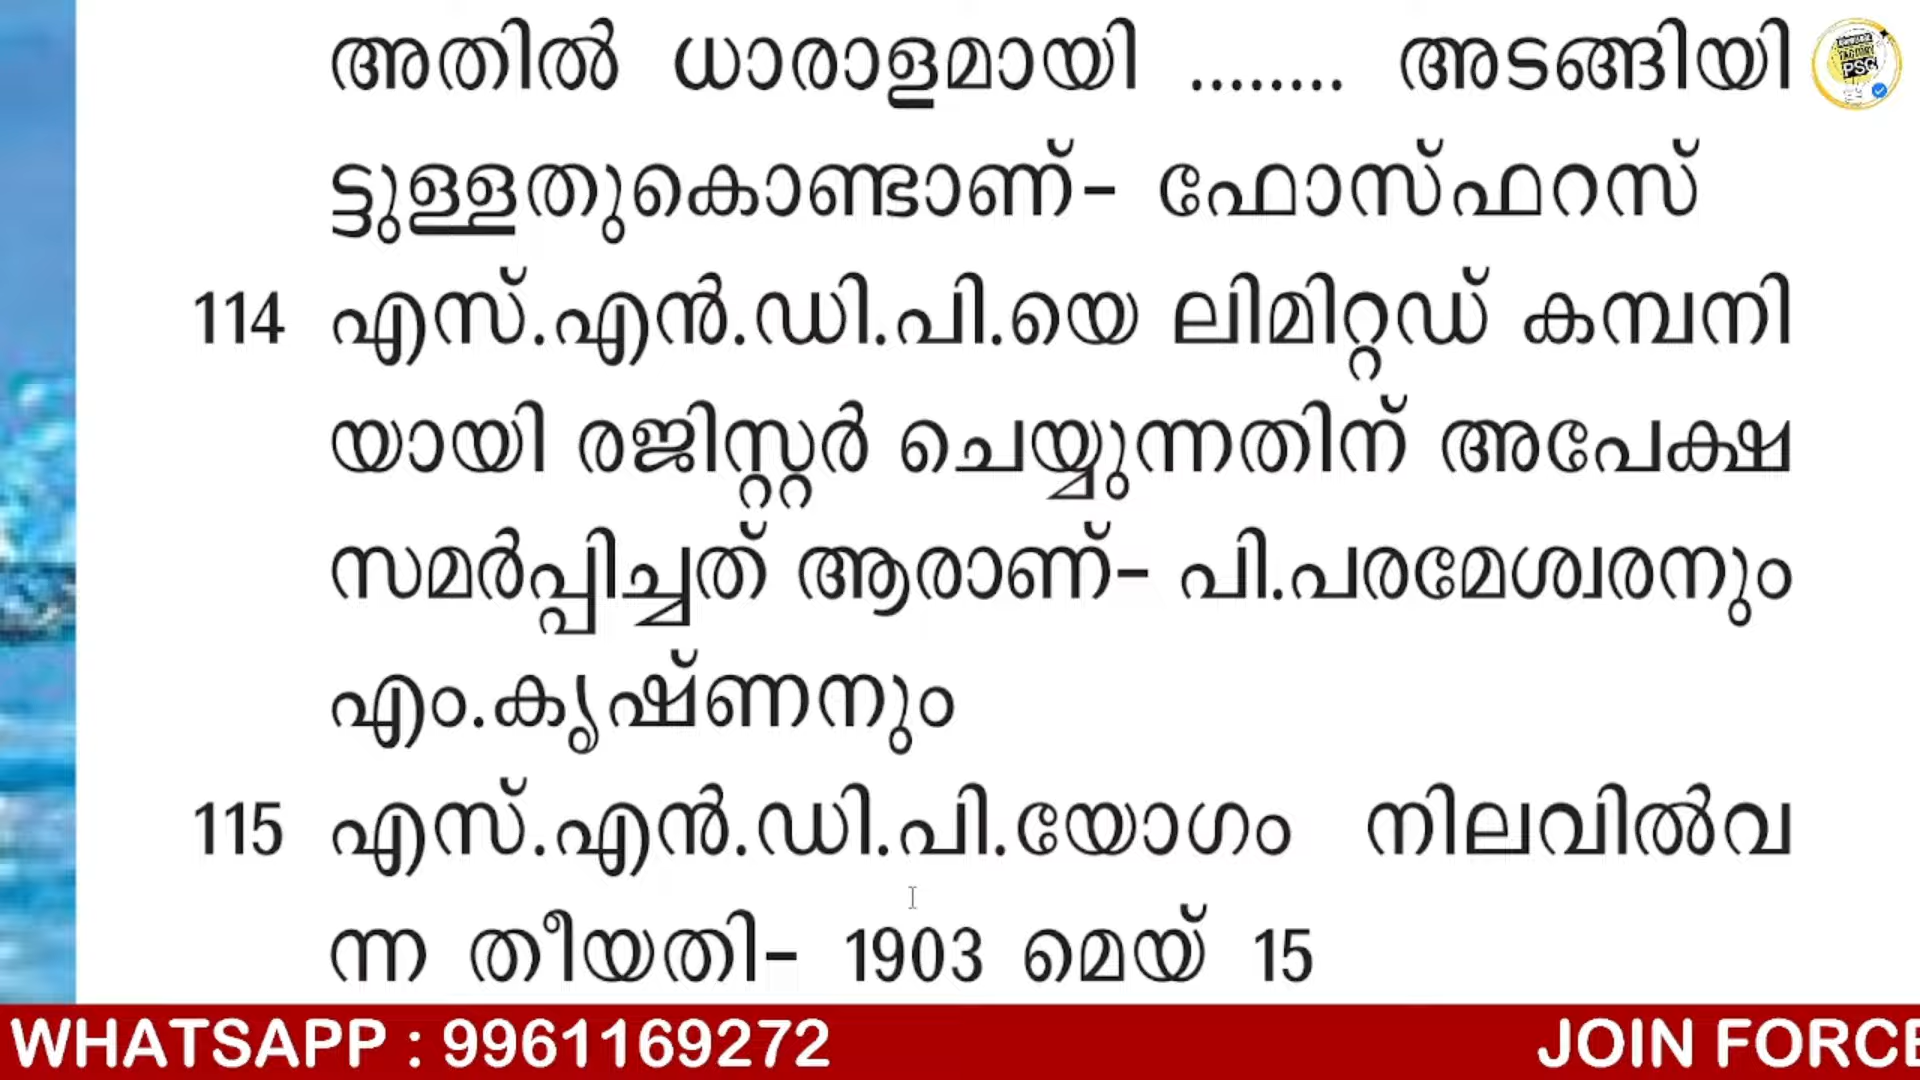 അതിൽ ധാരാളമായി ........ അടങ്ങിയി
ട്ടുള്ളതുകൊണ്ടാണ്- ഫോസ്ഫറസ്
114 എസ്.എൻ.ഡി.പി.യെ ലിമിറ്റഡ് കമ്പനി
യായി രജിസ്റ്റർ ചെയ്യുന്നതിന് അപേക്ഷ
സമർപ്പിച്ചത് ആരാണ്- പി.പരമേശ്വരനും
എം.കൃഷ്ണനും
115 എസ്.എൻ.ഡി.പി.യോഗം നിലവിൽവ
ന്ന തീയതി- 1903 മെയ് 15
PSC
WHATSAPP : 9961169272 JOIN FORCE